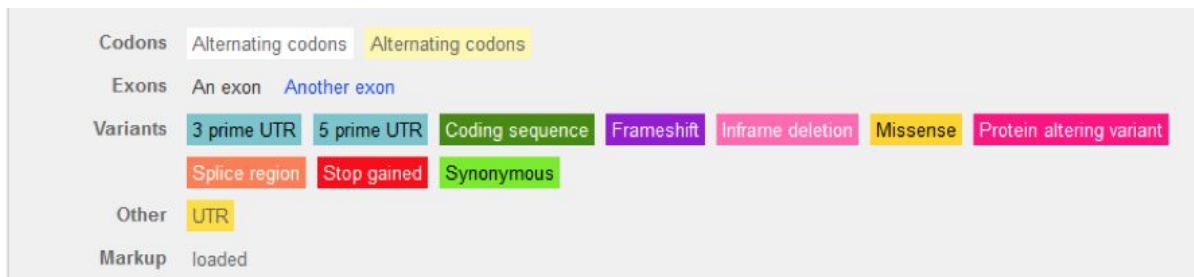 Codons Alternating codons Alternating codons
Exons An exon Another exon
Variants 3 prime UTR 5 prime UTR Coding sequence Frameshift Inframe deletion Missense Protein altering variant
Splice region Stop gained Synonymous
Other UTR
Markup loaded